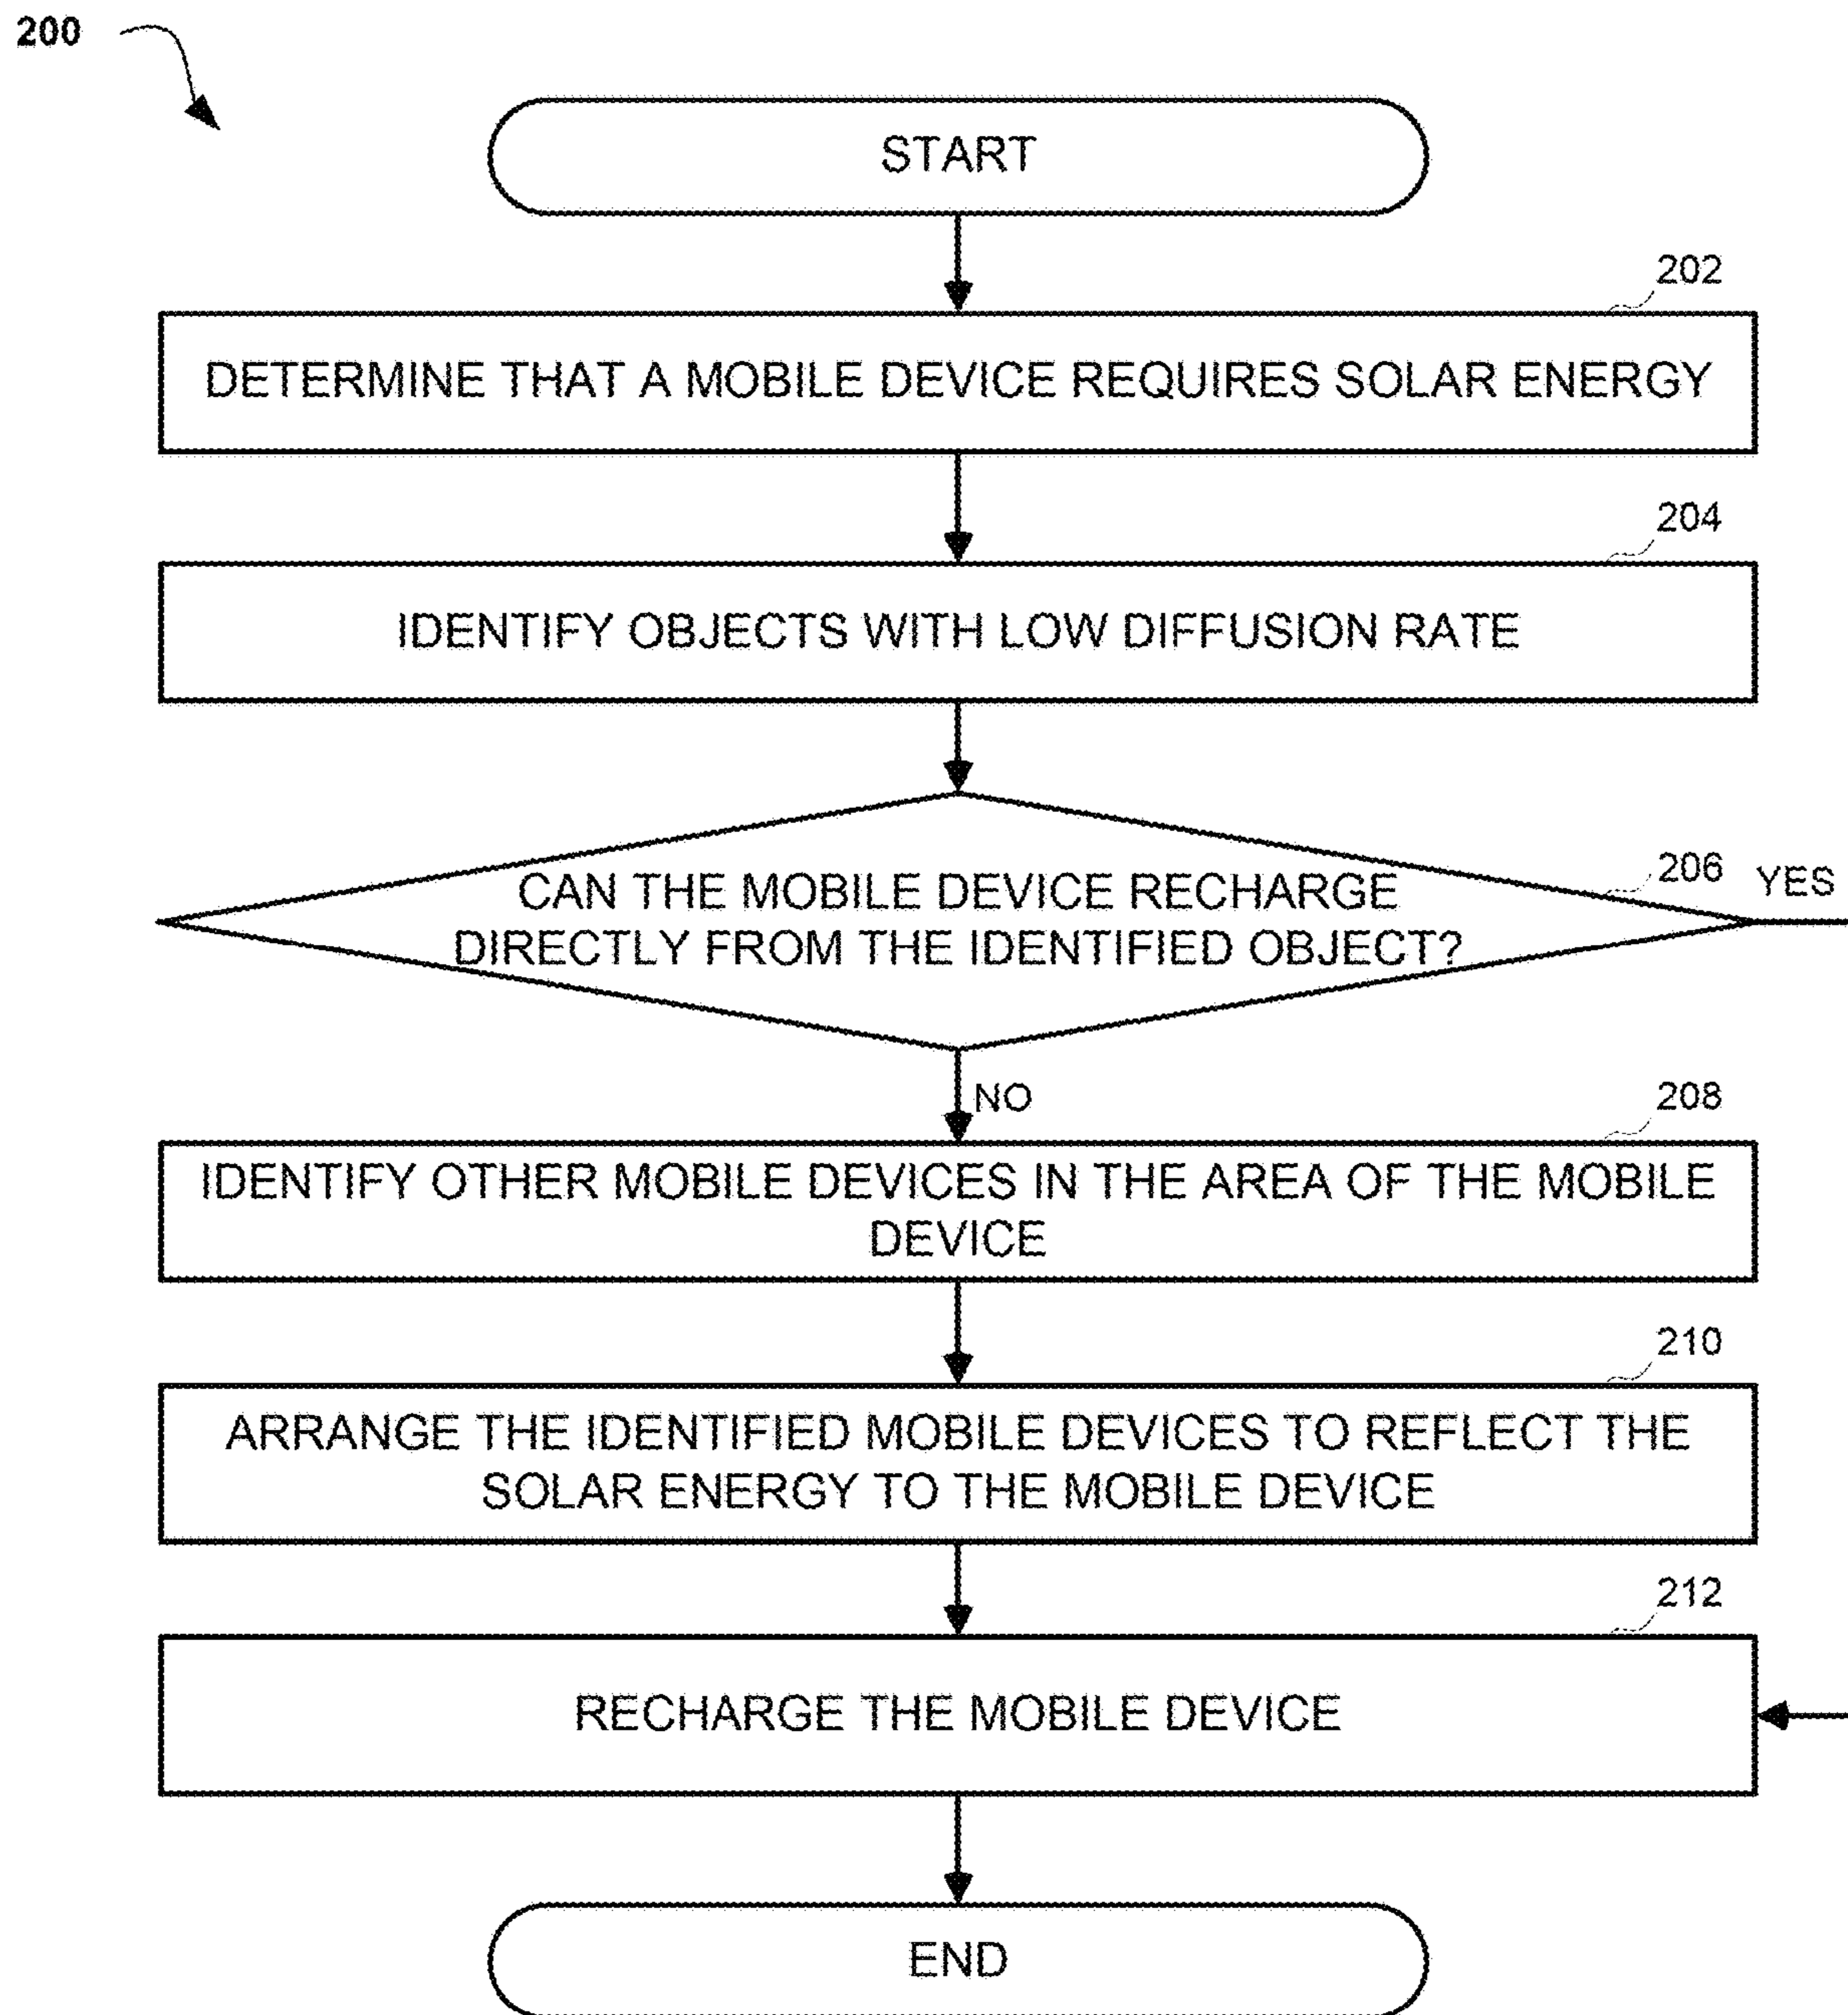 200
START
202
DETERMINE THAT A MOBILE DEVICE REQUIRES SOLAR ENERGY
204
IDENTIFY OBJECTS WITH LOW DIFFUSION RATE
206
YES
CAN THE MOBILE DEVICE RECHARGE
DIRECTLY FROM THE IDENTIFIED OBJECT?
NO
208
IDENTIFY OTHER MOBILE DEVICES IN THE AREA OF THE MOBILE
DEVICE
210
ARRANGE THE IDENTIFIED MOBILE DEVICES TO REFLECT THE
SOLAR ENERGY TO THE MOBILE DEVICE
212
RECHARGE THE MOBILE DEVICE
END